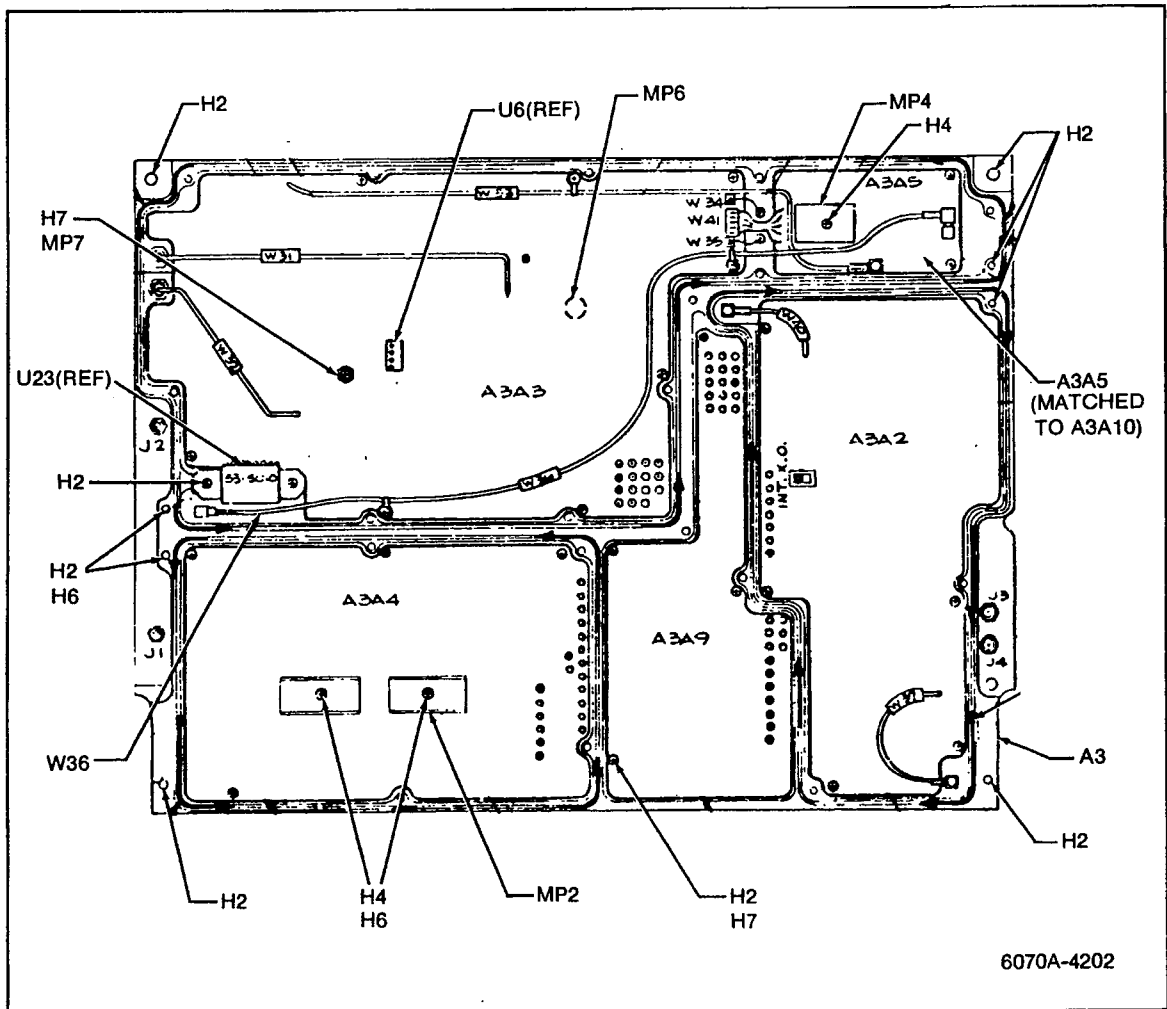 H2
U6(REF)
MP6
MP4
H4
H2
A3A5
W34
W41
W35
H7
MP7
W31
U23(REF)
A3A3
A3A5
(MATCHED
TO A3A10)
J2
A3A2
H2
INT. X.O.
H2
H6
A3A4
A3A9
J1
J3
J4
W36
A3
H2
H2
H4
H6
MP2
H2
H7
6070A-4202